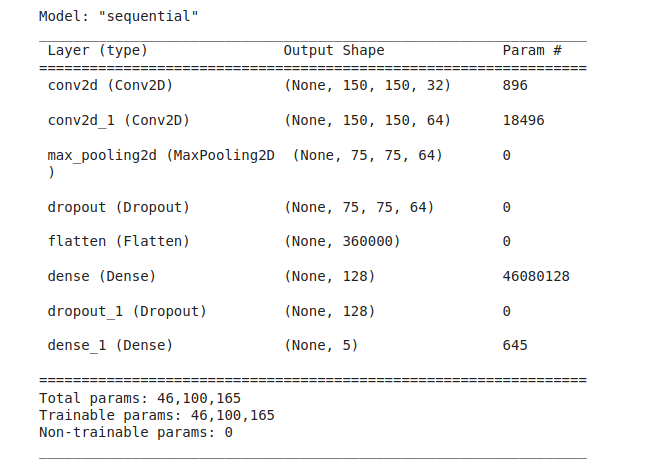 Model: "sequential"
_________________________________________________________________
Layer (type) Output Shape Param #
=================================================================
conv2d (Conv2D) (None, 150, 150, 32) 896
conv2d_1 (Conv2D) (None, 150, 150, 64) 18496
max_pooling2d (MaxPooling2D (None, 75, 75, 64) 0
)
dropout (Dropout) (None, 75, 75, 64) 0
flatten (Flatten) (None, 360000) 0
dense (Dense) (None, 128) 46080128
dropout_1 (Dropout) (None, 128) 0
dense_1 (Dense) (None, 5) 645
=================================================================
Total params: 46,100,165
Trainable params: 46,100,165
Non-trainable params: 0
_________________________________________________________________